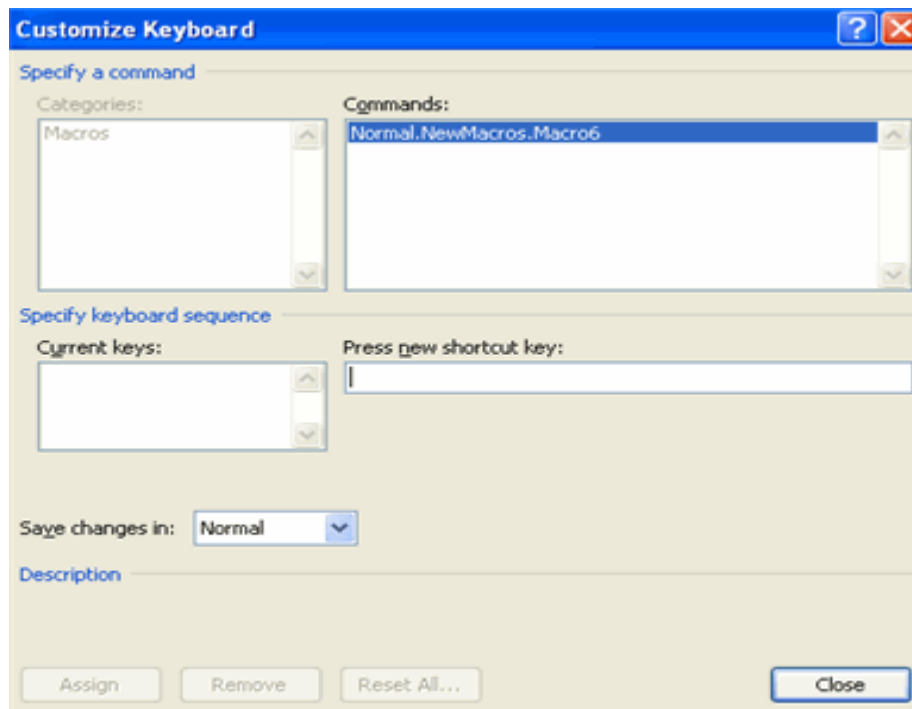 Customize Keyboard
Specify a command
Categories:
Commands:
Macros
Normal.NewMacros.Macro6
Specify keyboard sequence
Current keys:
Press new shortcut key:
Save changes in:
Normal
Description
Assign
Remove
Reset All...
Close